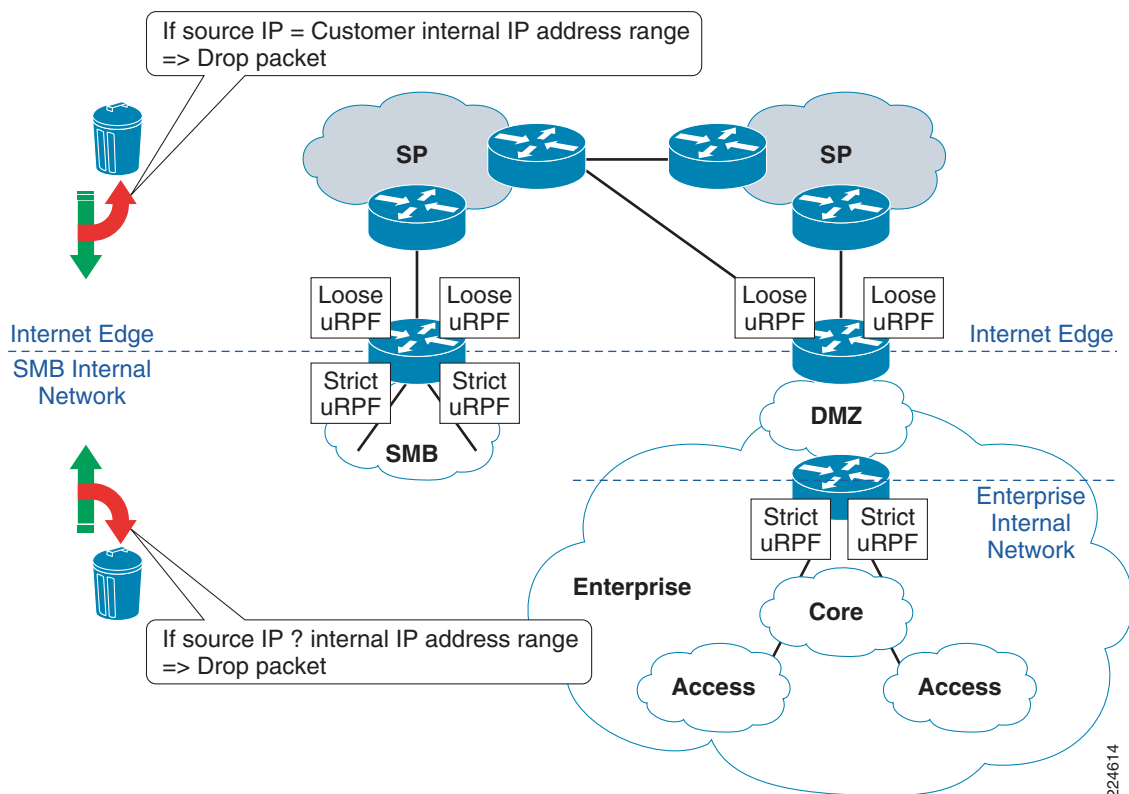 If source IP = Customer internal IP address range
=> Drop packet
SP
SP
Loose
uRPF
Loose
uRPF
Loose
uRPF
Loose
uRPF
Internet Edge
Internet Edge
SMB Internal
Network
Strict
uRPF
Strict
uRPF
SMB
DMZ
Enterprise
Internal
Network
Strict
uRPF
Strict
uRPF
Enterprise
Core
If source IP ? internal IP address range
=> Drop packet
Access
Access
224614